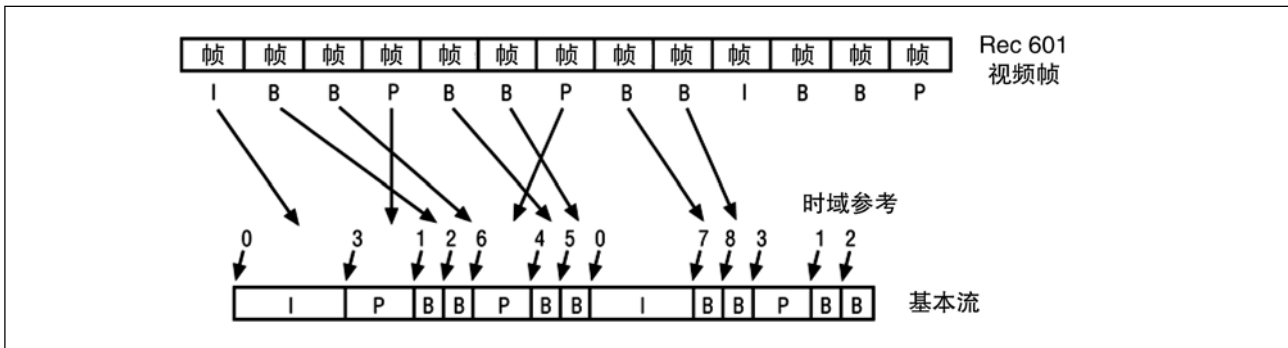 帧 帧 帧 帧 帧 帧 帧 帧 帧 帧 帧 帧 帧 Rec 601
视频帧
I B B P B B P B B I B B P
时域参考
0 3 1 2 6 4 5 0 7 8 3 1 2
I P B B P B B I B B P B B 基本流